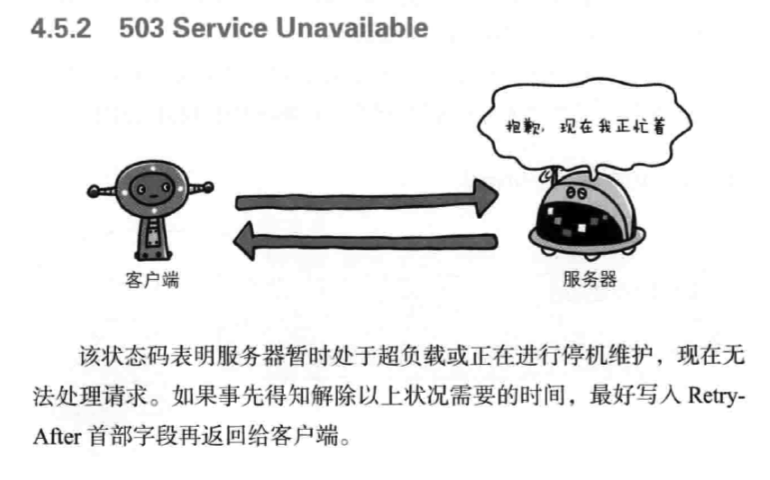 4.5.2 503 Service Unavailable
抱歉，现在我正忙着
客户端
服务器
该状态码表明服务器暂时处于超负载或正在进行停机维护，现在无
法处理请求。如果事先得知解除以上状况需要的时间，最好写入 Retry-
After 首部字段再返回给客户端。